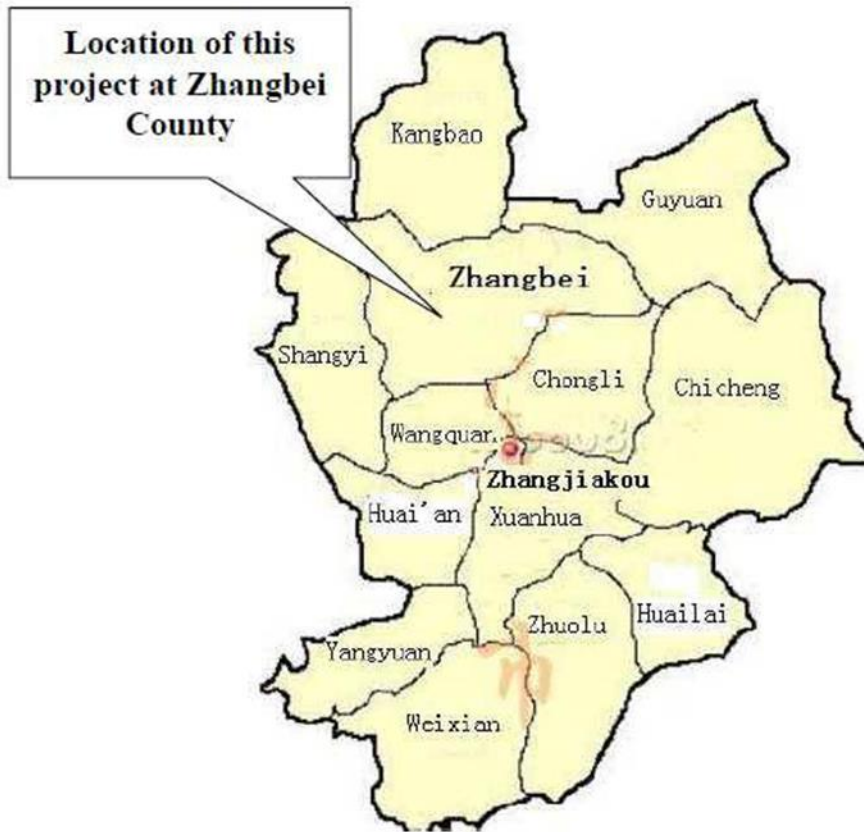 Location of this
project at Zhangbei
County
Kangbao
Guyuan
Zhangbei
Shangyi
Chongli
Chicheng
Wangquan
Zhangjiakou
Huai'an
Xuanhua
Zhuolu
Huailai
Yangyuan
Weixian